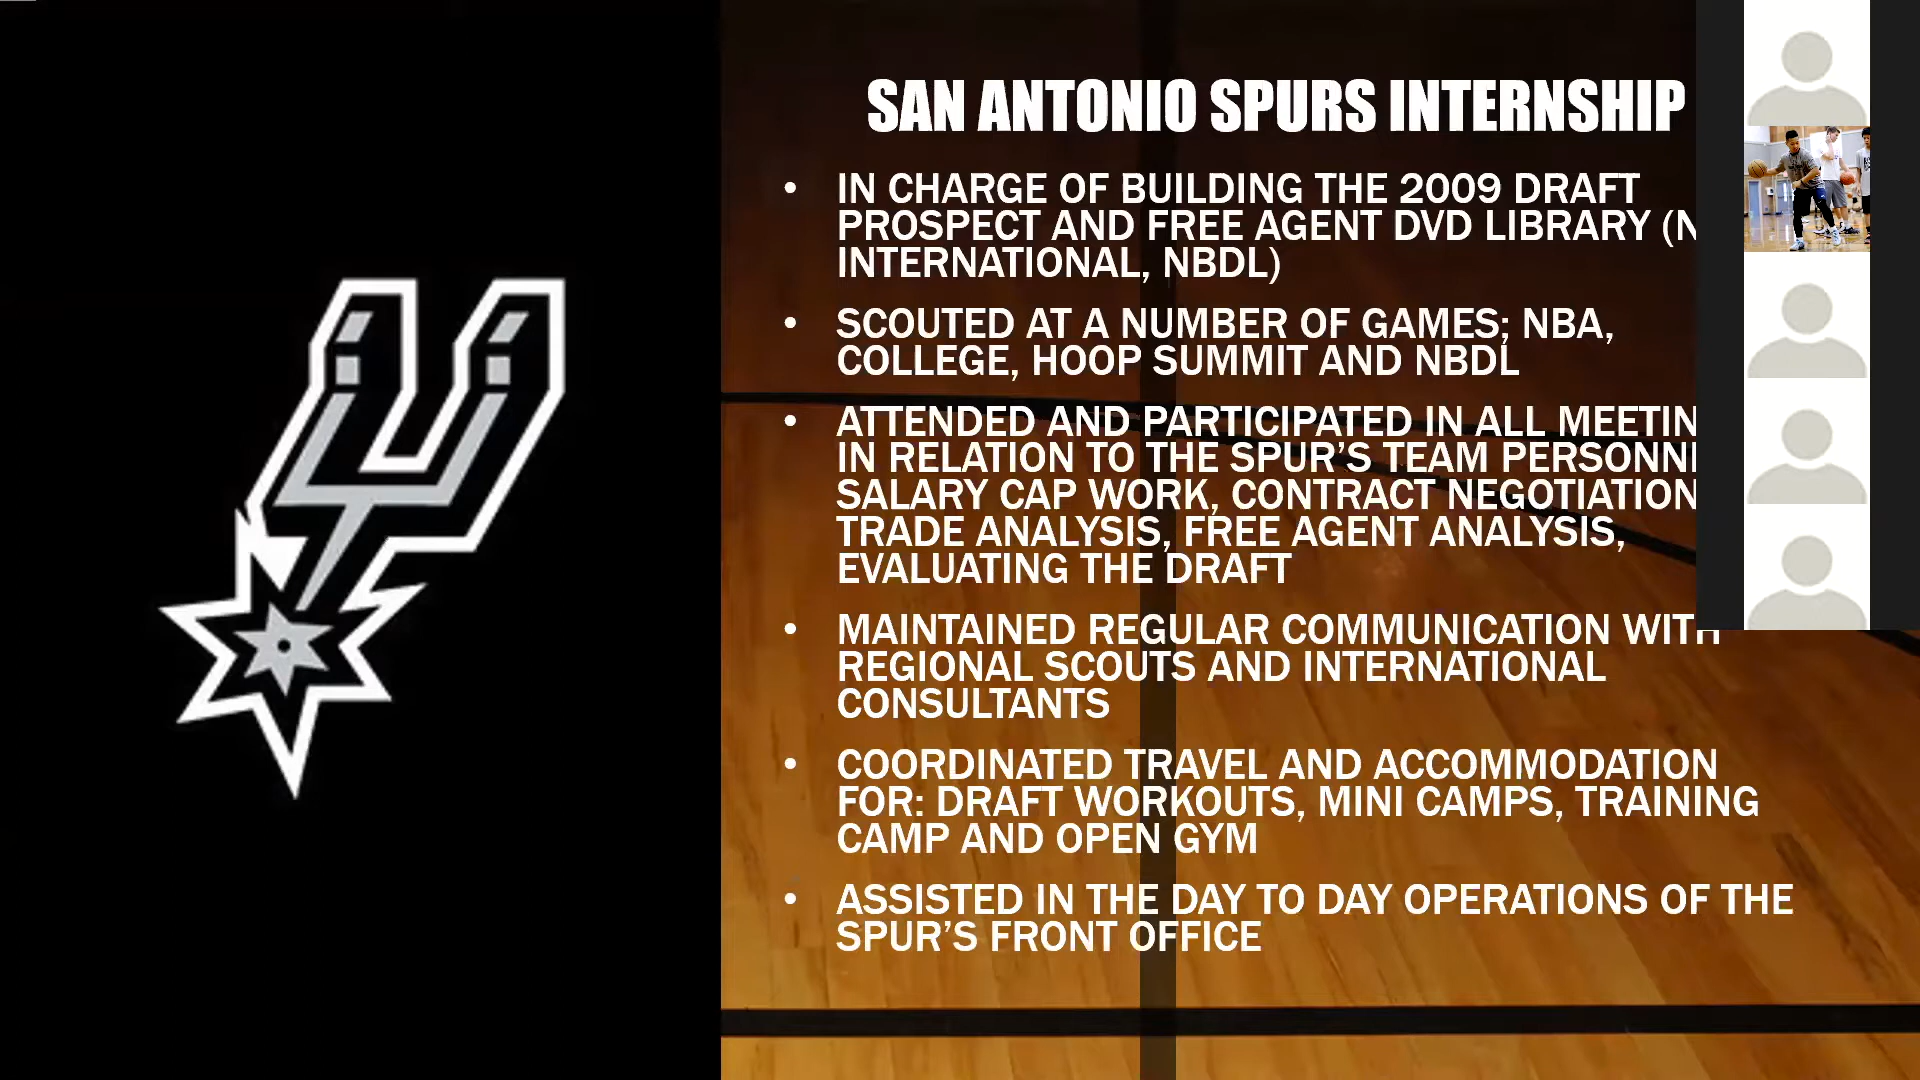 SAN ANTONIO SPURS INTERNSHIP
• IN CHARGE OF BUILDING THE 2009 DRAFT
PROSPECT AND FREE AGENT DVD LIBRARY
INTERNATIONAL, NBDL)
• SCOUTED AT A NUMBER OF GAMES; NBA,
COLLEGE, HOOP SUMMIT AND NBDL
• ATTENDED AND PARTICIPATED IN ALL
IN RELATION TO THE SPUR’S TEAM
SALARY CAP WORK, CONTRACT
TRADE ANALYSIS, FREE AGENT ANALYSIS,
EVALUATING THE DRAFT
• MAINTAINED REGULAR COMMUNICATION WITH
REGIONAL SCOUTS AND INTERNATIONAL
CONSULTANTS
• COORDINATED TRAVEL AND ACCOMMODATION
FOR: DRAFT WORKOUTS, MINI CAMPS, TRAINING
CAMP AND OPEN GYM
• ASSISTED IN THE DAY TO DAY OPERATIONS OF THE
SPUR’S FRONT OFFICE